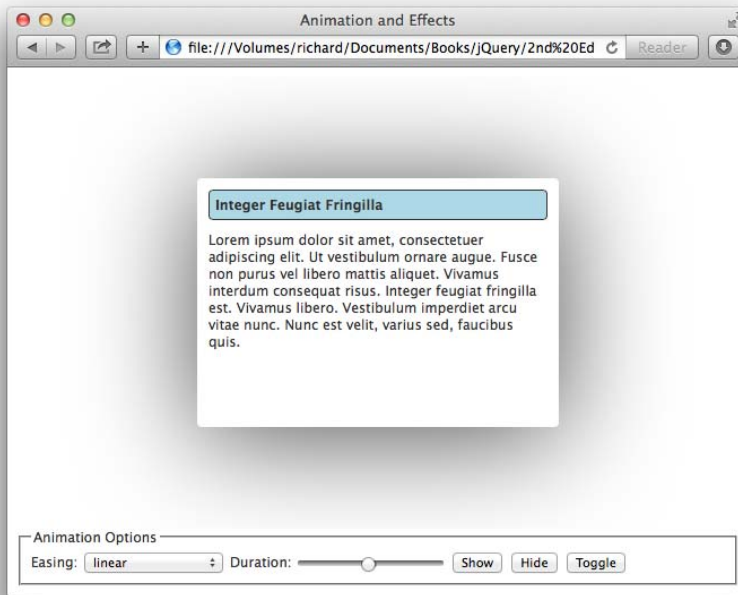 Animation and Effects
file:///Volumes/richard/Documents/Books/jQuery/2nd%20Ed
Reader
Integer Feugiat Fringilla
Lorem ipsum dolor sit amet, consectetuer
adipiscing elit. Ut vestibulum ornare augue. Fusce
non purus vel libero mattis aliquet. Vivamus
interdum consequat risus. Integer feugiat fringilla
est. Vivamus libero. Vestibulum imperdiet arcu
vitae nunc. Nunc est velit, varius sed, faucibus
quis.
Animation Options
Easing: linear Duration: Show Hide Toggle